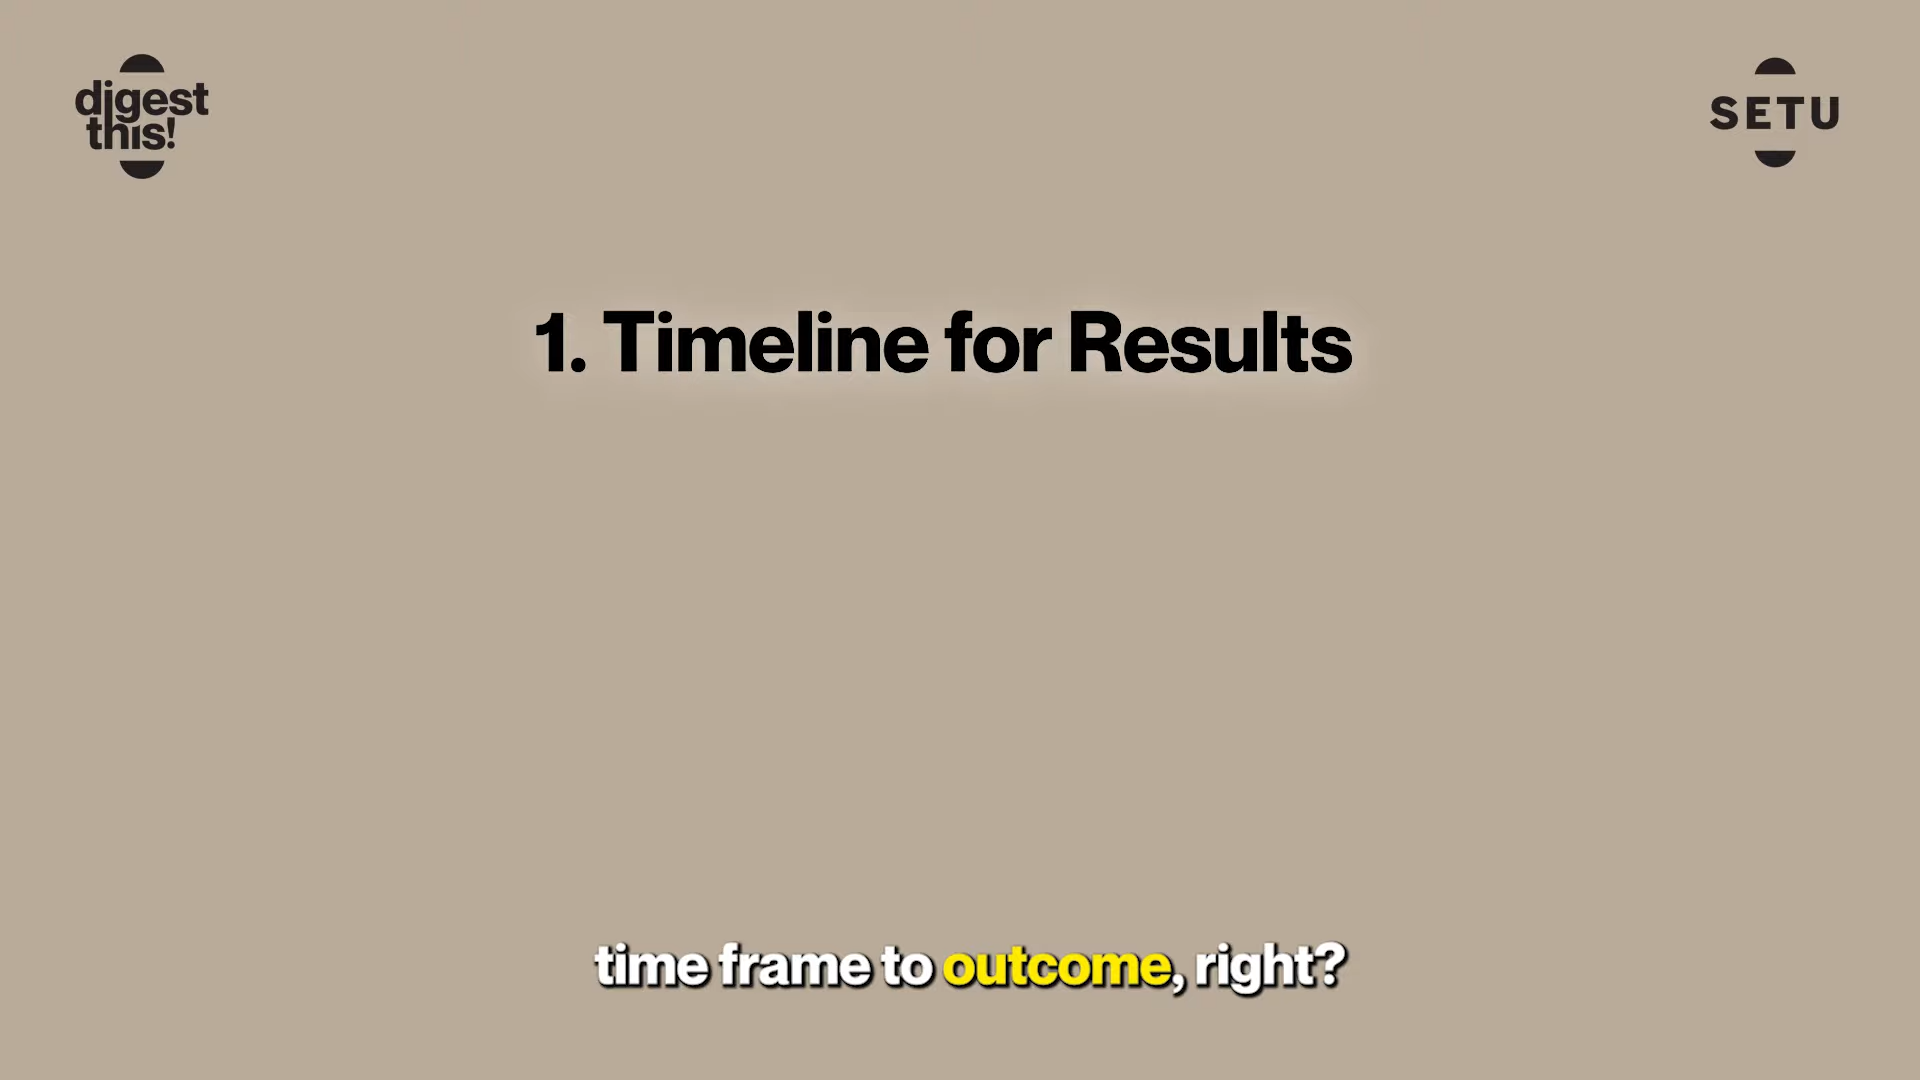 digest
this!
SETU
1. Timeline for Results
time frame to outcome, right?